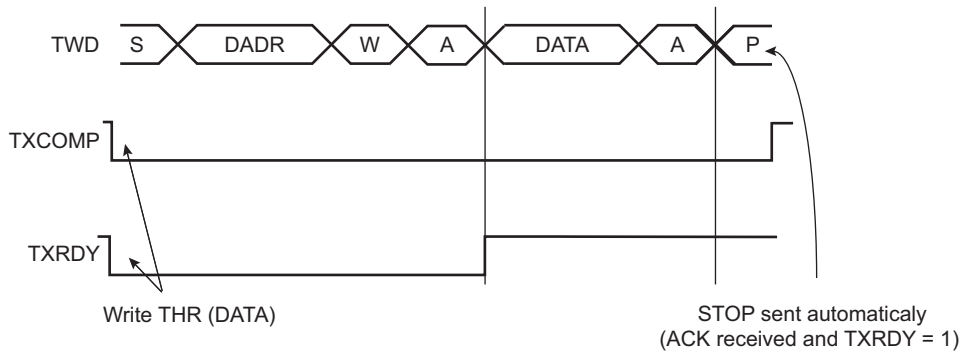 TWD S DADR W A DATA A P
TXCOMP
TXRDY
Write THR (DATA)
STOP sent automaticaly
(ACK received and TXRDY = 1)